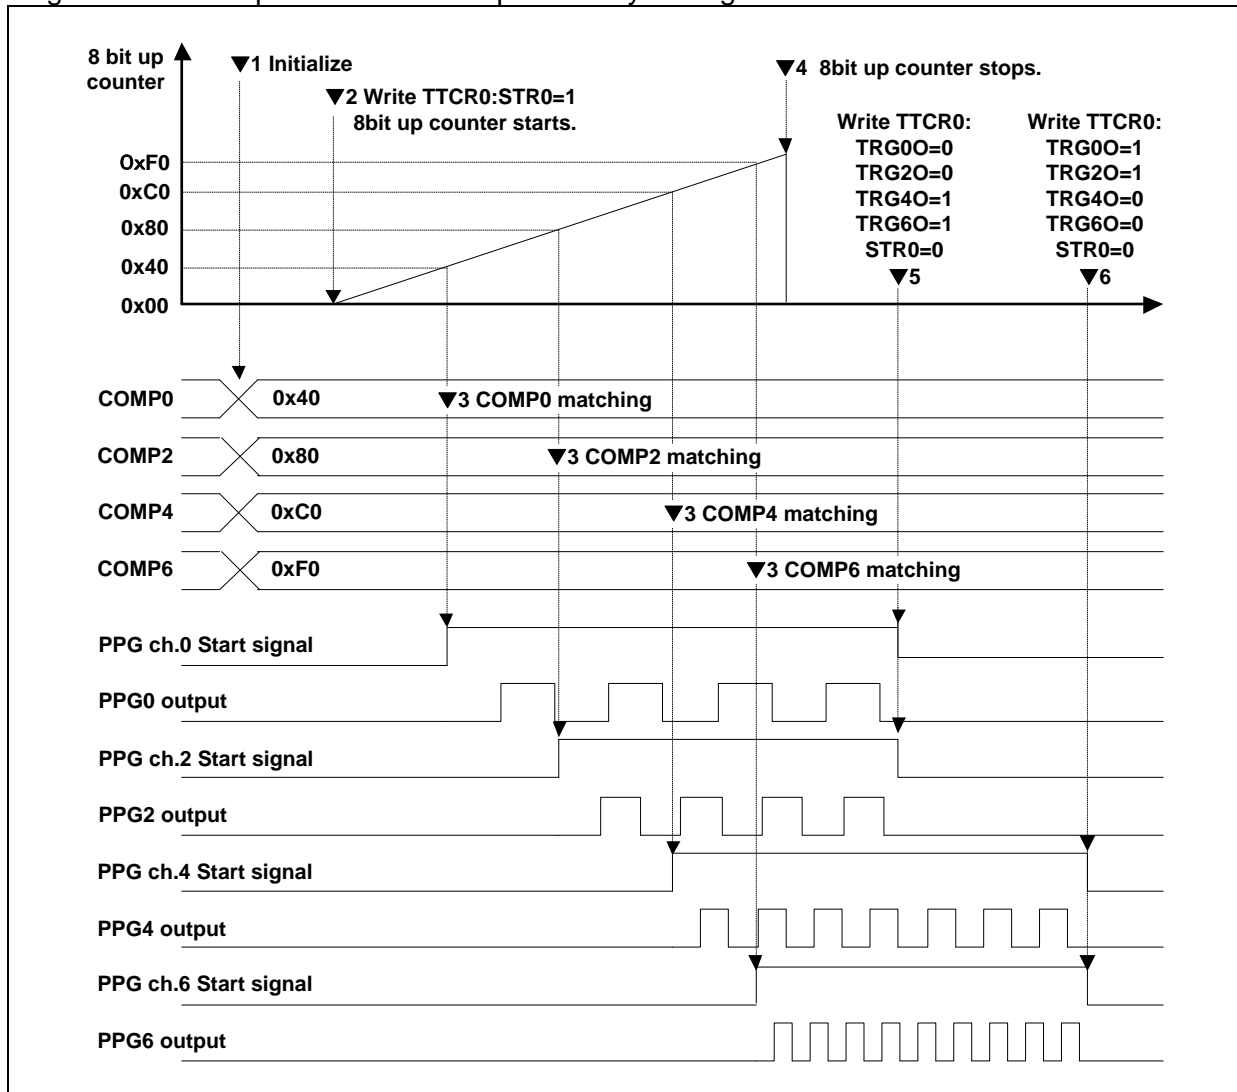 8 bit up
counter
▼1 Initialize
▼2 Write TTCR0:STR0=1
8bit up counter starts.
▼4 8bit up counter stops.
Write TTCR0:
TRG0O=0
TRG2O=0
TRG4O=1
TRG6O=1
STR0=0
▼5
Write TTCR0:
TRG0O=1
TRG2O=1
TRG4O=0
TRG6O=0
STR0=0
▼6
0xF0
0xC0
0x80
0x40
0x00
COMP0 0x40 ▼3 COMP0 matching
COMP2 0x80 ▼3 COMP2 matching
COMP4 0xC0 ▼3 COMP4 matching
COMP6 0xF0 ▼3 COMP6 matching
PPG ch.0 Start signal
PPG0 output
PPG ch.2 Start signal
PPG2 output
PPG ch.4 Start signal
PPG4 output
PPG ch.6 Start signal
PPG6 output